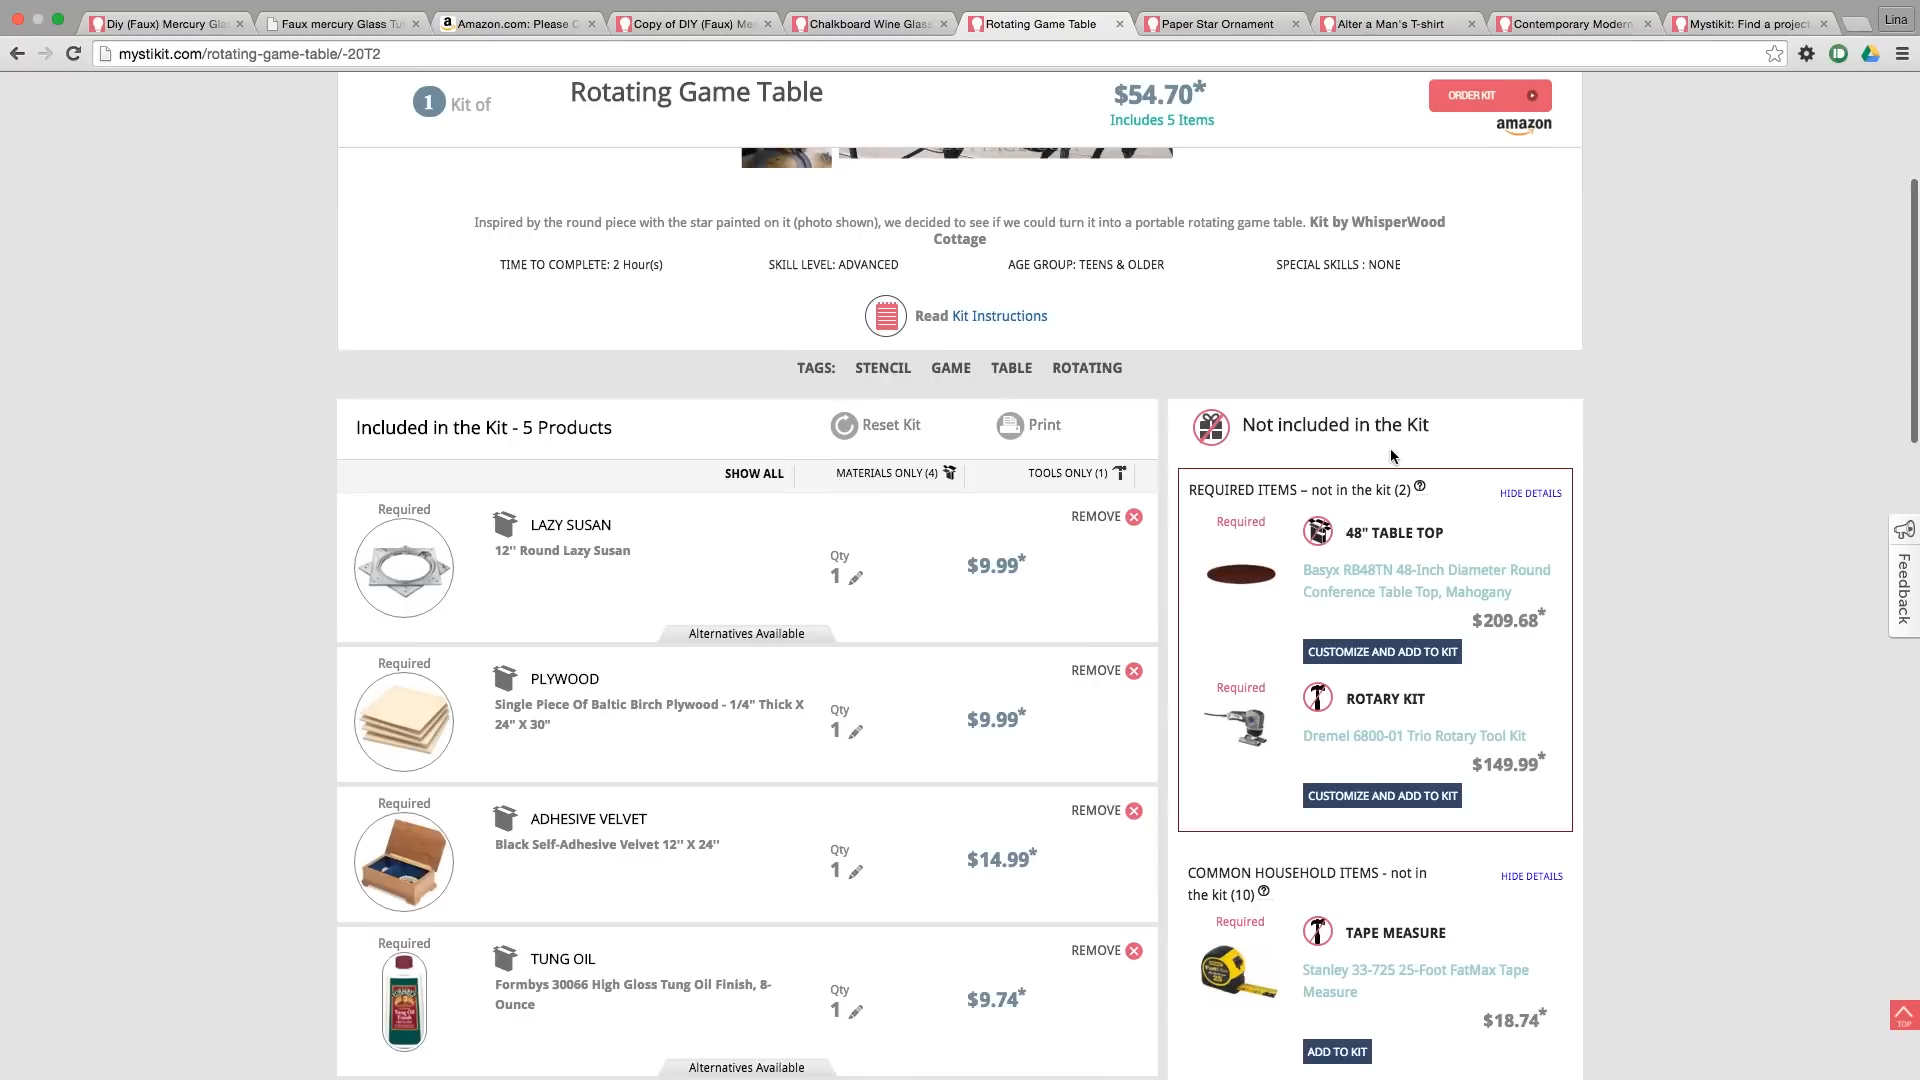 Diy (Faux) Mercury Gl
Faux mercury Glass Tu
Amazon.com: Please C
Copy of DIY (Faux) Me
Chalkboard Wine Glas
Rotating Game Table
Paper Star Ornament
Alter a Man's T-shirt
Contemporary Modern
Mystikit: Find a project
Lina
mystikit.com/rotating-game-table/-20T2
1 Kit of
Rotating Game Table
$54.70*
Includes 5 Items
ORDER KIT
amazon
Inspired by the round piece with the star painted on it (photo shown), we decided to see if we could turn it into a portable rotating game table. Kit by WhisperWood
Cottage
TIME TO COMPLETE: 2 Hour(s)
SKILL LEVEL: ADVANCED
AGE GROUP: TEENS & OLDER
SPECIAL SKILLS : NONE
Read Kit Instructions
TAGS: STENCIL GAME TABLE ROTATING
Included in the Kit - 5 Products
Reset Kit
Print
SHOW ALL
MATERIALS ONLY (4)
TOOLS ONLY (1)
Required
LAZY SUSAN
12'' Round Lazy Susan
Qty
1
$9.99*
REMOVE
Alternatives Available
Required
PLYWOOD
Single Piece Of Baltic Birch Plywood - 1/4" Thick X
24" X 30"
Qty
1
$9.99*
REMOVE
Required
ADHESIVE VELVET
Black Self-Adhesive Velvet 12'' X 24''
Qty
1
$14.99*
REMOVE
Required
TUNG OIL
Formbys 30066 High Gloss Tung Oil Finish, 8-
Ounce
Qty
1
$9.74*
REMOVE
Alternatives Available
Not included in the Kit
REQUIRED ITEMS – not in the kit (2)
HIDE DETAILS
Required
48" TABLE TOP
Basyx RB48TN 48-Inch Diameter Round
Conference Table Top, Mahogany
$209.68*
CUSTOMIZE AND ADD TO KIT
Required
ROTARY KIT
Dremel 6800-01 Trio Rotary Tool Kit
$149.99*
CUSTOMIZE AND ADD TO KIT
COMMON HOUSEHOLD ITEMS - not in
the kit (10)
HIDE DETAILS
Required
TAPE MEASURE
Stanley 33-725 25-Foot FatMax Tape
Measure
$18.74*
ADD TO KIT
Feedback
TOP